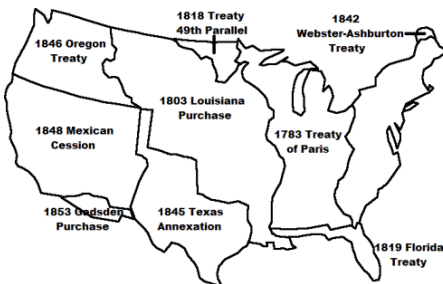 1818 Treaty
49th Parallel
1842
Webster-Ashburton
Treaty
1846 Oregon
Treaty
1803 Louisiana
Purchase
1848 Mexican
Cession
1783 Treaty
of Paris
1853 Gadsden
Purchase
1845 Texas
Annexation
1819 Florida
Treaty